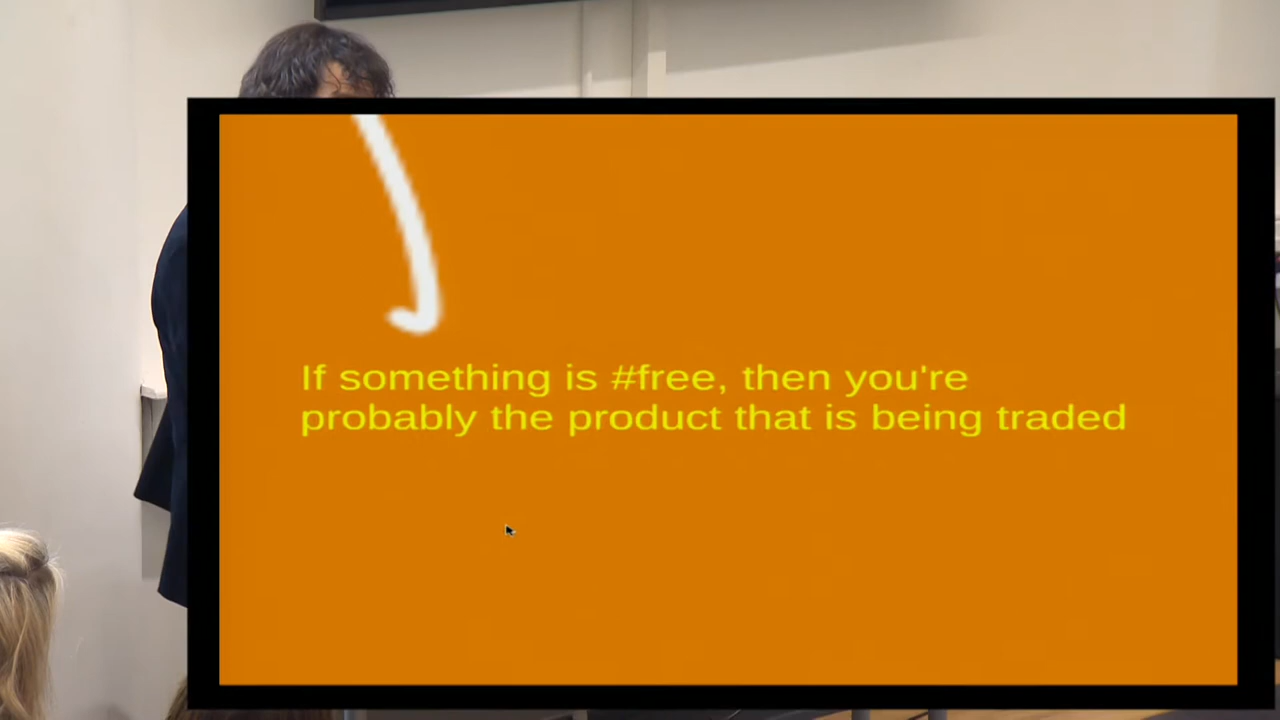 If something is #free, then you're
probably the product that is being traded